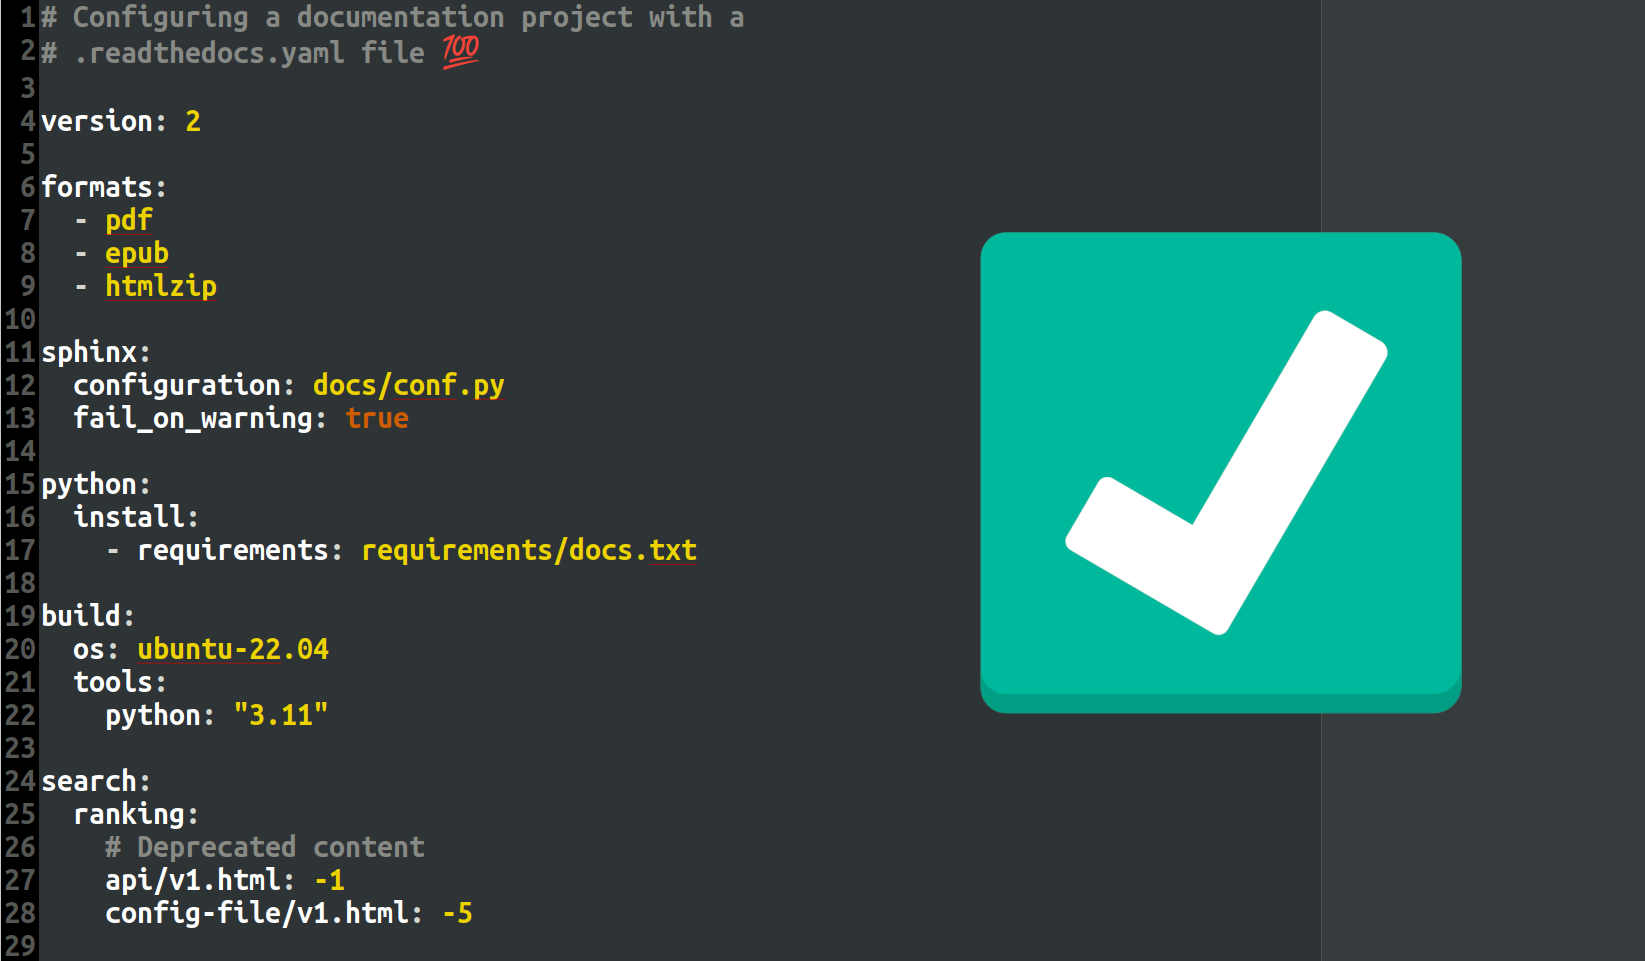 1 # Configuring a documentation project with a
2 # .readthedocs.yaml file 💯
3
4 version: 2
5
6 formats:
7   - pdf
8   - epub
9   - htmlzip
10
11 sphinx:
12   configuration: docs/conf.py
13   fail_on_warning: true
14
15 python:
16   install:
17     - requirements: requirements/docs.txt
18
19 build:
20   os: ubuntu-22.04
21   tools:
22     python: "3.11"
23
24 search:
25   ranking:
26     # Deprecated content
27     api/v1.html: -1
28     config-file/v1.html: -5
29